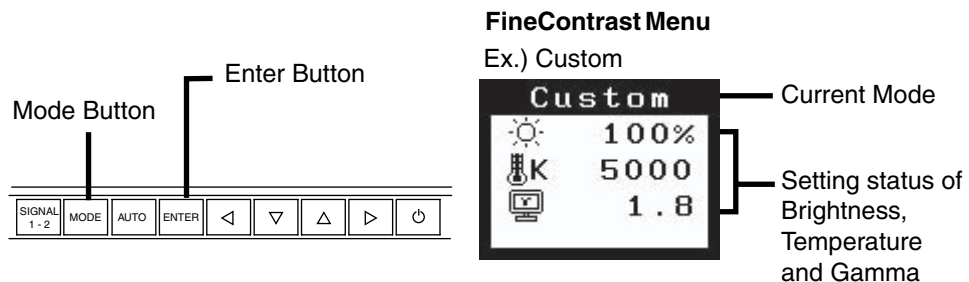 FineContrast Menu
Ex.) Custom
Enter Button
Mode Button
SIGNAL
1 - 2
MODE
AUTO
ENTER
Custom
100%
K 5000
1.8
Current Mode
Setting status of
Brightness,
Temperature
and Gamma